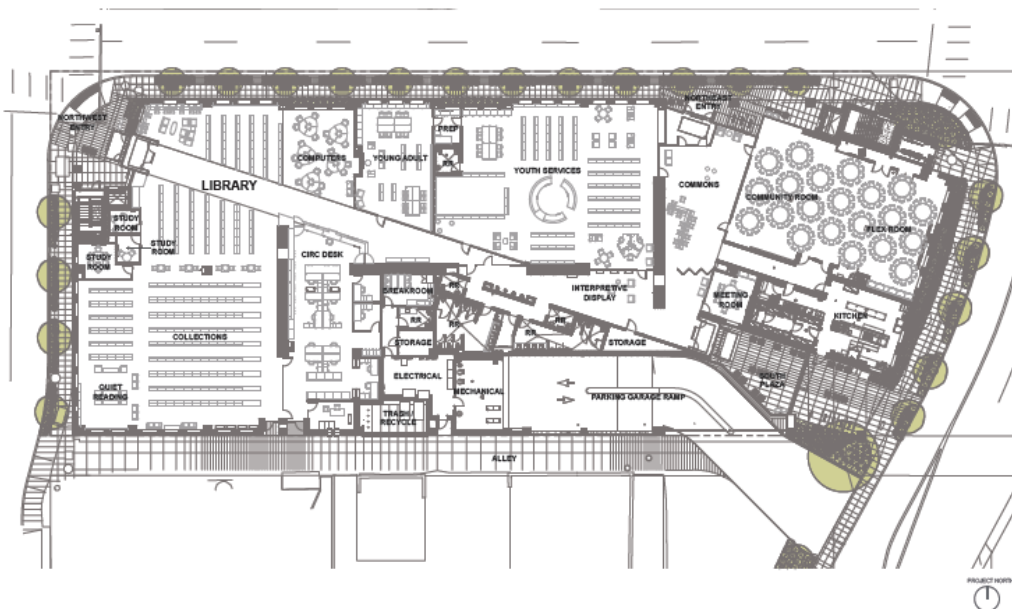 NORTHWEST
ENTRY
NORTHEAST
ENTRY
PREP
RR
COMPUTERS
YOUNG ADULT
YOUTH SERVICES
LIBRARY
COMMONS
COMMUNITY ROOM
FLEX ROOM
STUDY
ROOM
STUDY
ROOM
STUDY
ROOM
CIRC DESK
BREAKROOM
RR
INTERPRETIVE
DISPLAY
MEETING
ROOM
KITCHEN
RR
RR
RR
RR
COLLECTIONS
STORAGE
STORAGE
QUIET
READING
ELECTRICAL
MECHANICAL
PARKING GARAGE RAMP
SOUTH
PLAZA
TRASH /
RECYCLE
ALLEY
PROJECT NORTH